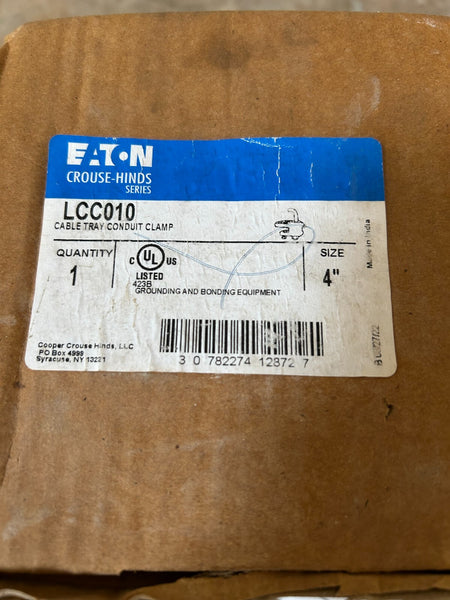 EATON
CROUSE-HINDS
SERIES
LCC010
CABLE TRAY CONDUIT CLAMP
QUANTITY
1
C UL US
LISTED
423B
GROUNDING AND BONDING EQUIPMENT
SIZE
4"
Made in India
Cooper Crouse Hinds, LLC
PO Box 4999
Syracuse, NY 13221
3 0 782274 12872 7